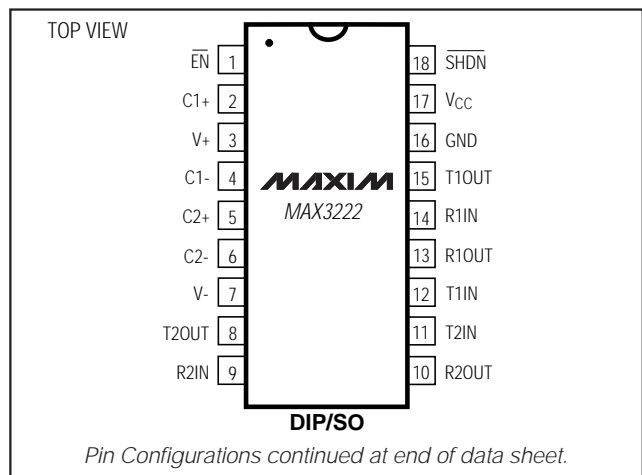 TOP VIEW
E̅N̅ 1
C1+ 2
V+ 3
C1- 4
C2+ 5
C2- 6
V- 7
T2OUT 8
R2IN 9
MAXIM
MAX3222
18 S̅H̅D̅N̅
17 VCC
16 GND
15 T1OUT
14 R1IN
13 R1OUT
12 T1IN
11 T2IN
10 R2OUT
DIP/SO
Pin Configurations continued at end of data sheet.